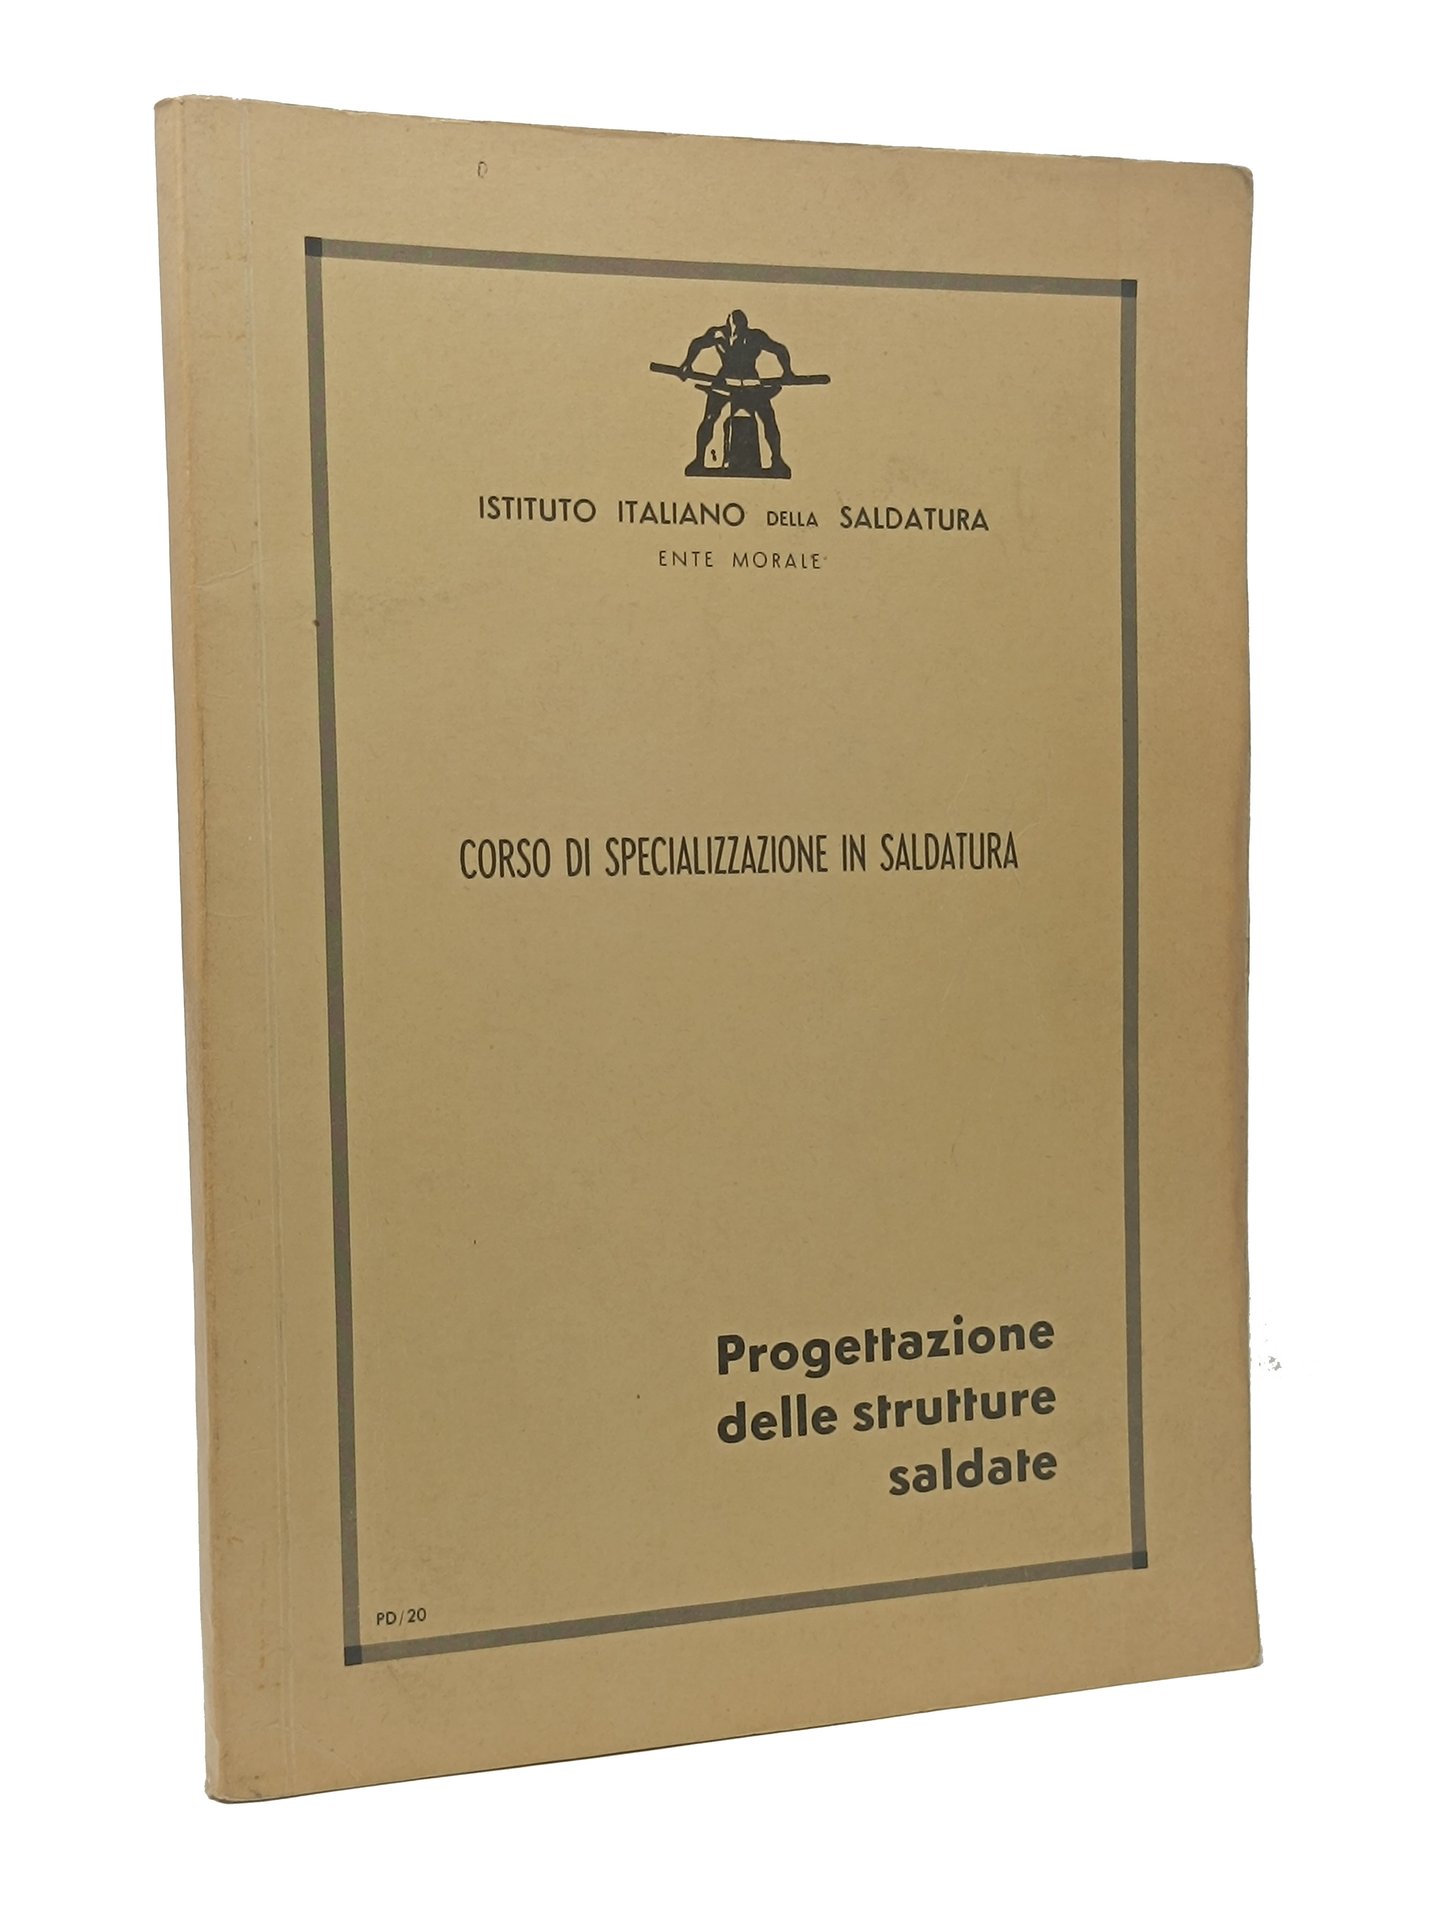 ISTITUTO ITALIANO DELLA SALDATURA
ENTE MORALE
CORSO DI SPECIALIZZAZIONE IN SALDATURA
Progettazione
delle strutture
saldate
PD/20